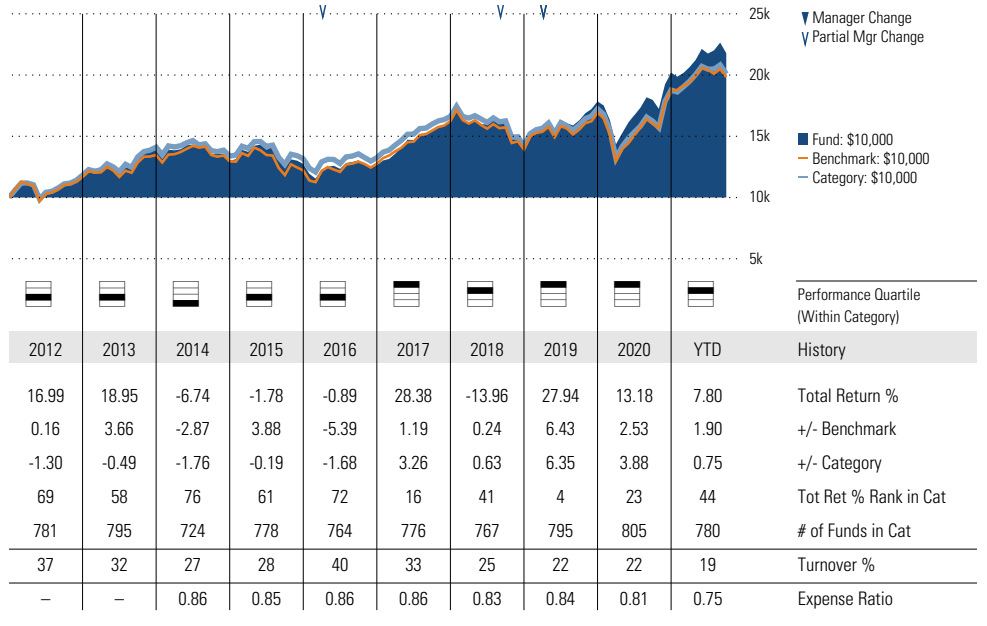 25k
Manager Change
Partial Mgr Change
20k
15k
Fund: $10,000
Benchmark: $10,000
Category: $10,000
10k
5k
Performance Quartile
(Within Category)
2012 2013 2014 2015 2016 2017 2018 2019 2020 YTD History
16.99 18.95 -6.74 -1.78 -0.89 28.38 -13.96 27.94 13.18 7.80 Total Return %
0.16 3.66 -2.87 3.88 -5.39 1.19 0.24 6.43 2.53 1.90 +/- Benchmark
-1.30 -0.49 -1.76 -0.19 -1.68 3.26 0.63 6.35 3.88 0.75 +/- Category
69 58 76 61 72 16 41 4 23 44 Tot Ret % Rank in Cat
781 795 724 778 764 776 767 795 805 780 # of Funds in Cat
37 32 27 28 40 33 25 22 22 19 Turnover %
– – 0.86 0.85 0.86 0.86 0.83 0.84 0.81 0.75 Expense Ratio